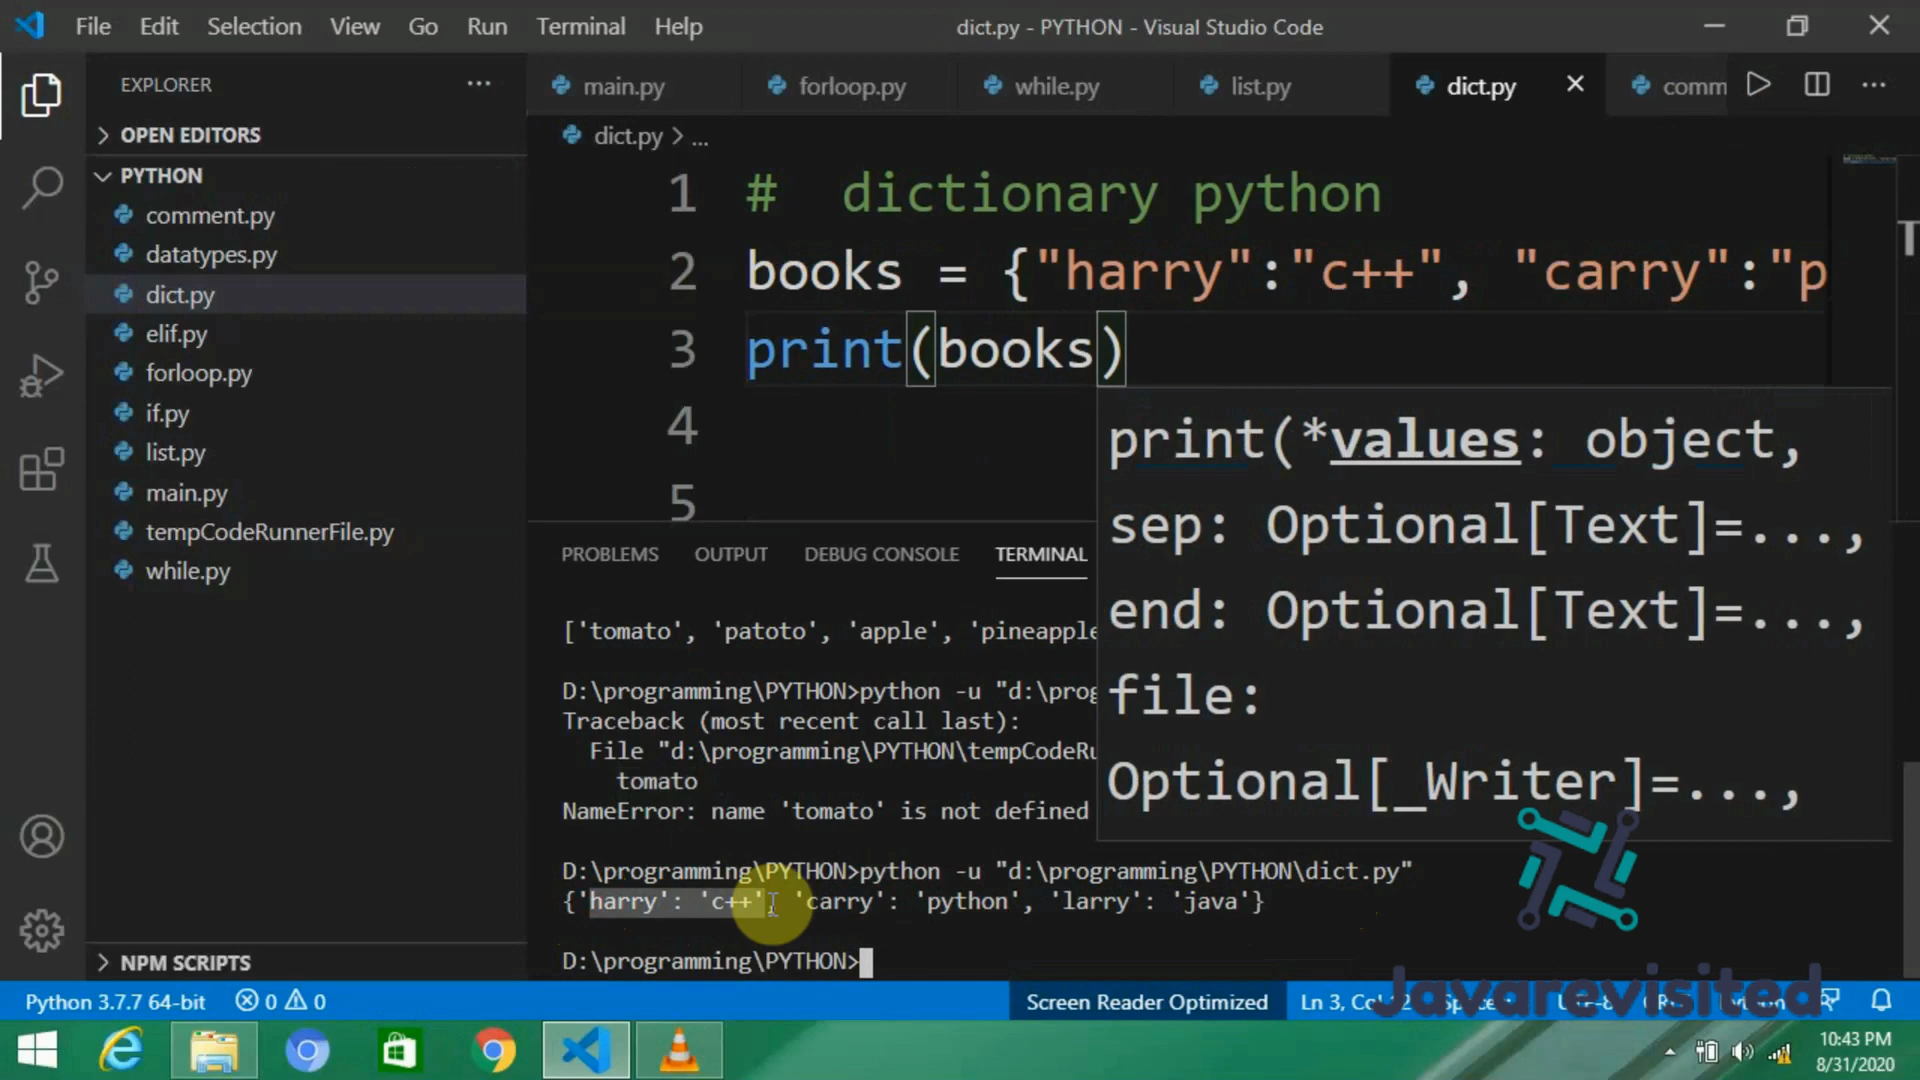 File Edit Selection View Go Run Terminal Help
dict.py - PYTHON - Visual Studio Code
EXPLORER
OPEN EDITORS
PYTHON
comment.py
datatypes.py
dict.py
elif.py
forloop.py
if.py
list.py
main.py
tempCodeRunnerFile.py
while.py
NPM SCRIPTS
main.py forloop.py while.py list.py dict.py comm
dict.py > ...
1 # dictionary python
2 books = {"harry":"c++", "carry":"p
3 print(books)
4
5
print(*values: object,
sep: Optional[Text]=...,
end: Optional[Text]=...,
file:
Optional[_Writer]=...,
PROBLEMS OUTPUT DEBUG CONSOLE TERMINAL
['tomato', 'patoto', 'apple', 'pineapple
D:\programming\PYTHON>python -u "d:\prog
Traceback (most recent call last):
File "d:\programming\PYTHON\tempCodeRu
tomato
NameError: name 'tomato' is not defined
D:\programming\PYTHON>python -u "d:\programming\PYTHON\dict.py"
{'harry': 'c++', 'carry': 'python', 'larry': 'java'}
D:\programming\PYTHON>
Javarevisited
Python 3.7.7 64-bit 0 0 Screen Reader Optimized Ln 3, Col 12
10:43 PM
8/31/2020